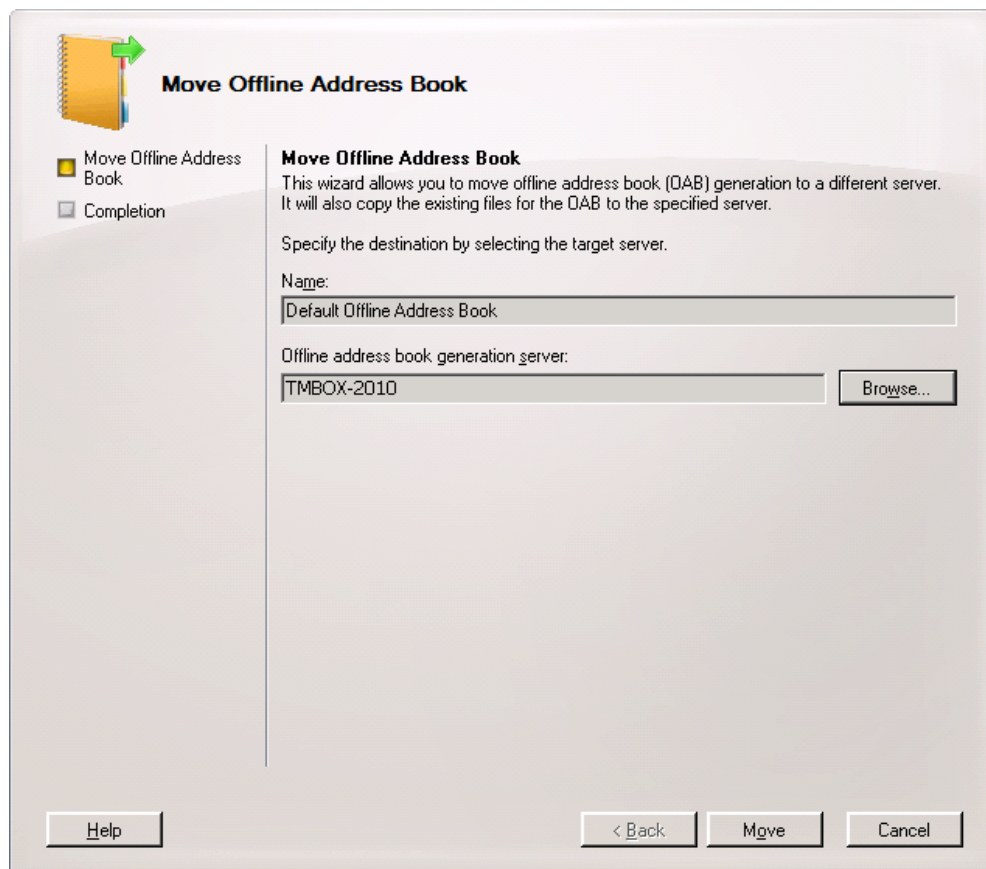 Move Offline Address Book
Move Offline Address
Book
Completion
Move Offline Address Book
This wizard allows you to move offline address book (OAB) generation to a different server.
It will also copy the existing files for the OAB to the specified server.
Specify the destination by selecting the target server.
Name:
Default Offline Address Book
Offline address book generation server:
TMBOX-2010
Browse...
Help
< Back
Move
Cancel